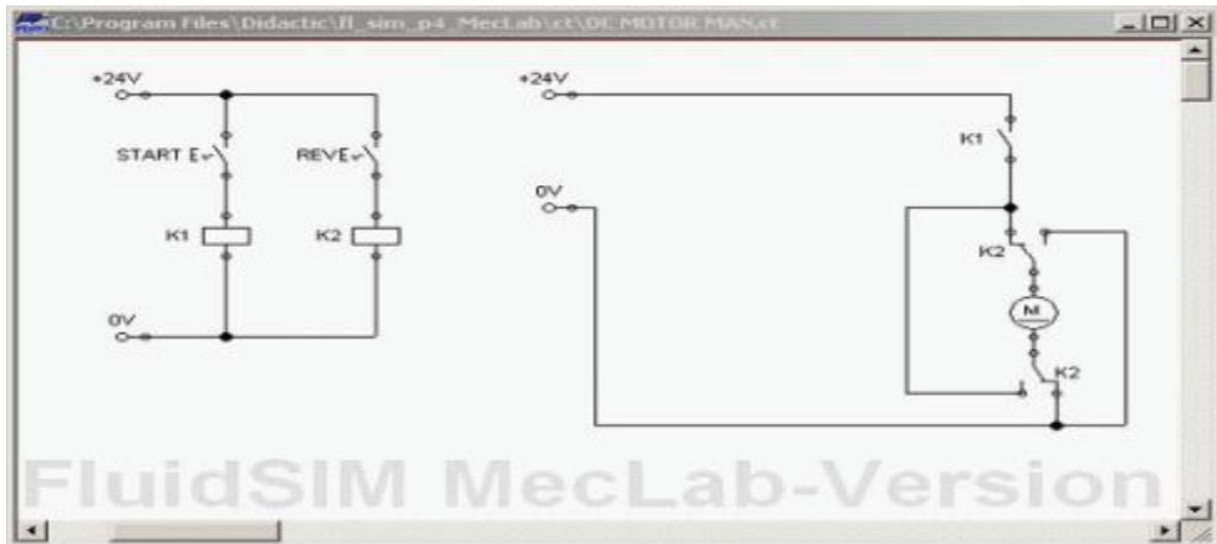 C:\Program Files\Didactic\fl_sim_p4_MecLab\ct\DC MOTOR MAN.ct
+24V
+24V
START
REV
K1
0V
K1
K2
K2
M
0V
K2
FluidSIM MecLab-Version